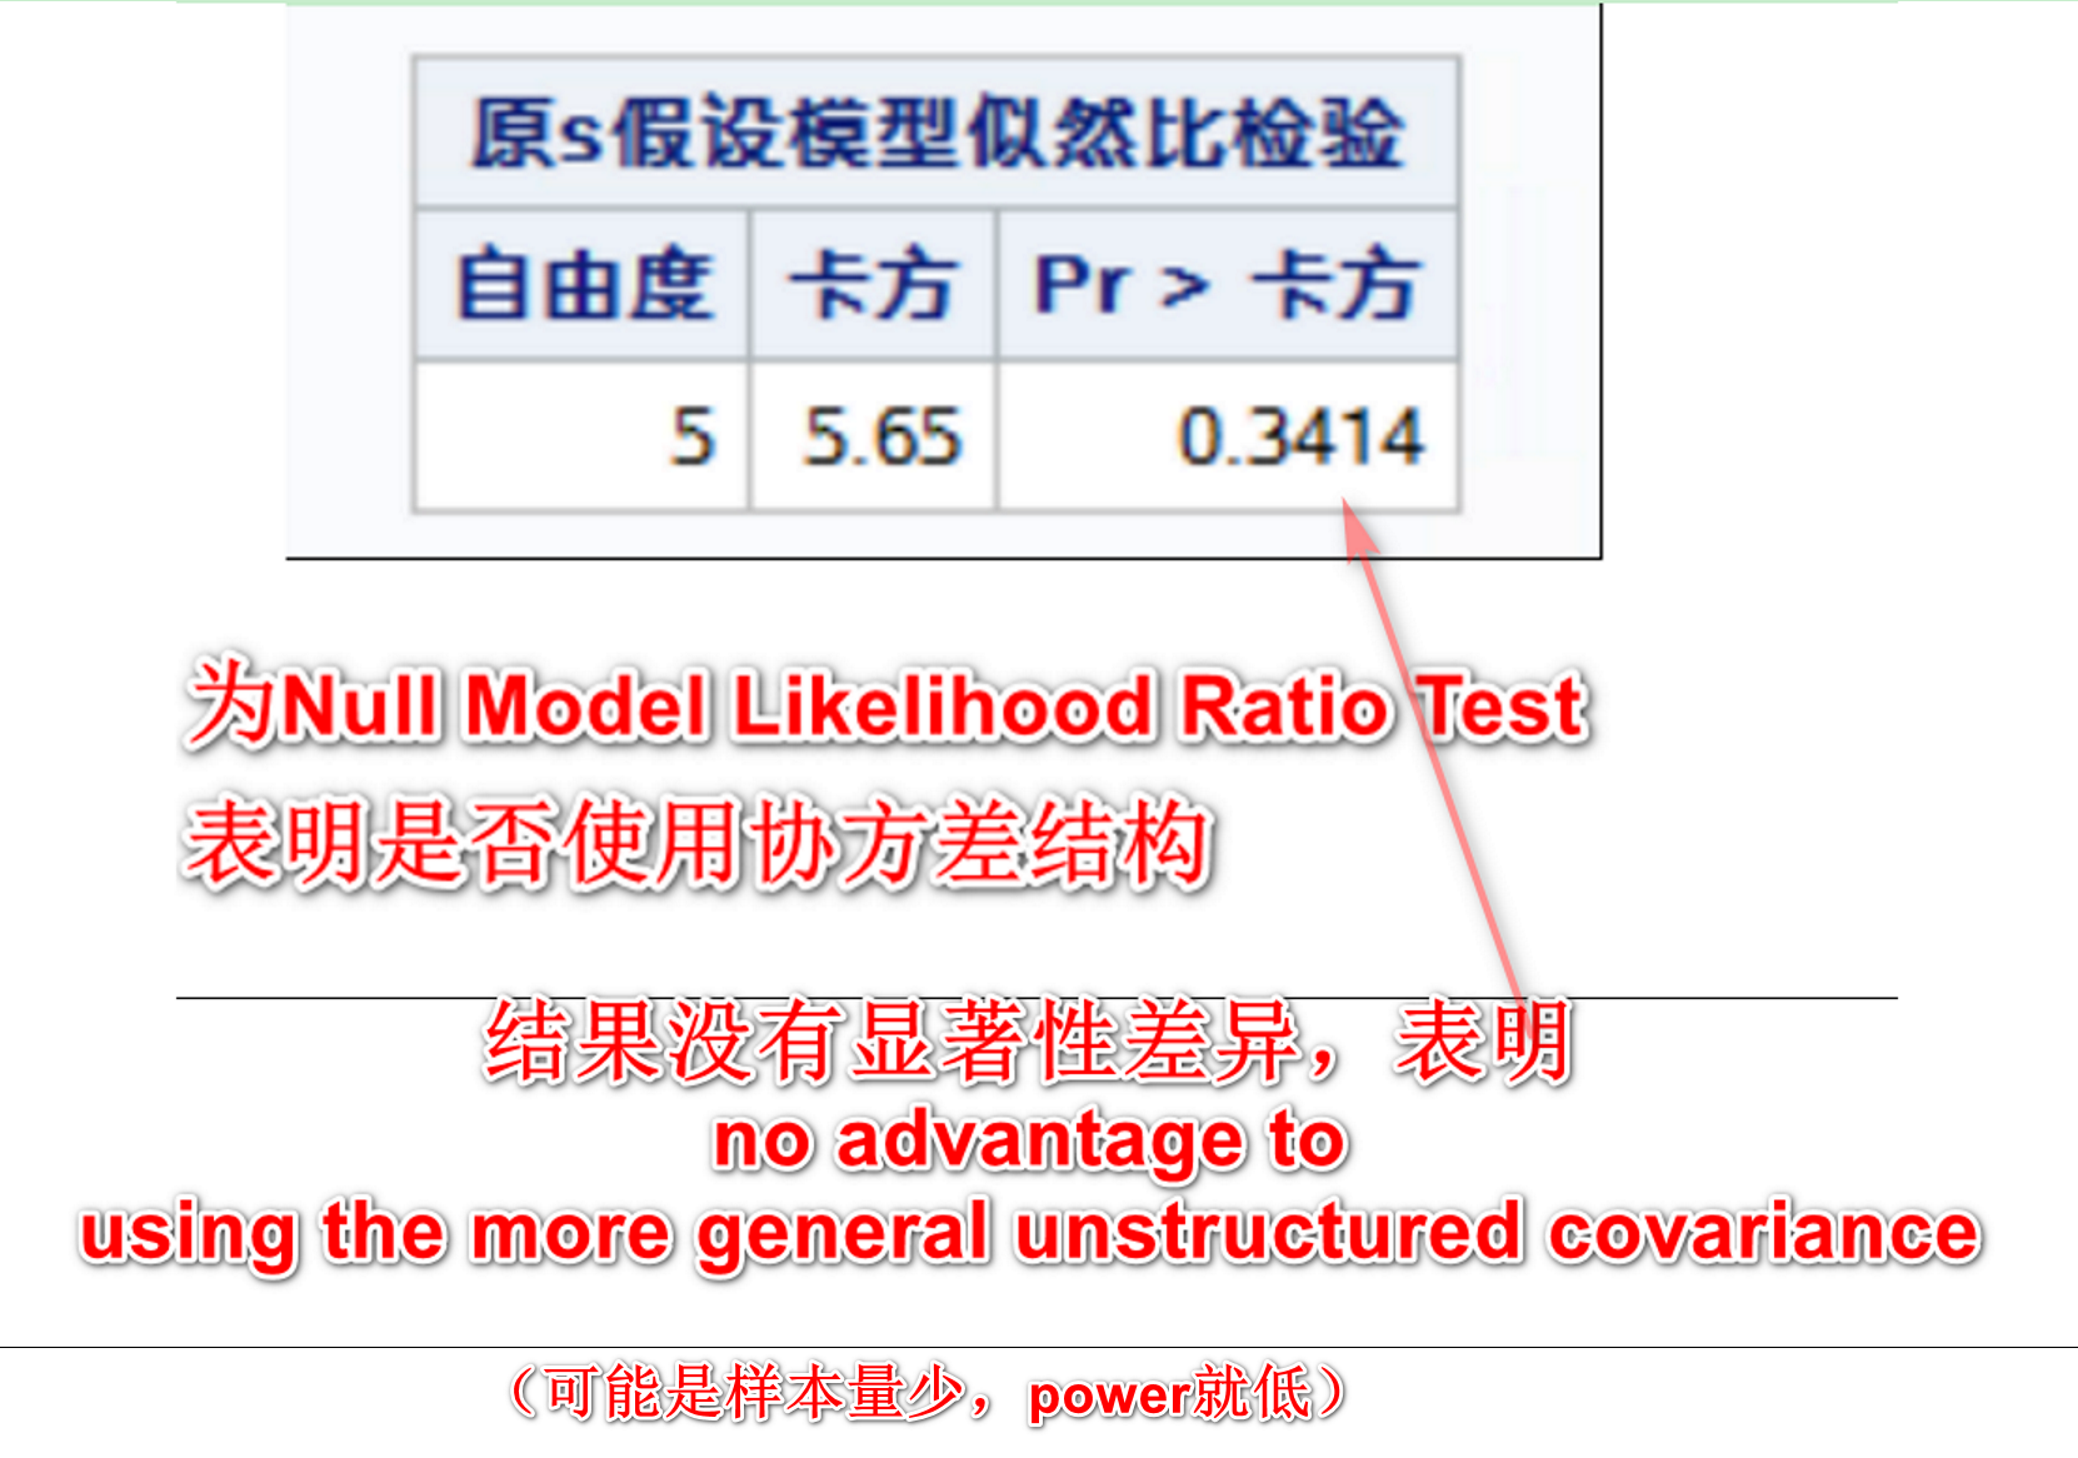 原s假设模型似然比检验
自由度 卡方 Pr > 卡方
5 5.65 0.3414
为Null Model Likelihood Ratio Test
表明是否使用协方差结构
结果没有显著性差异，表明
no advantage to
using the more general unstructured covariance
（可能是样本量少，power就低）